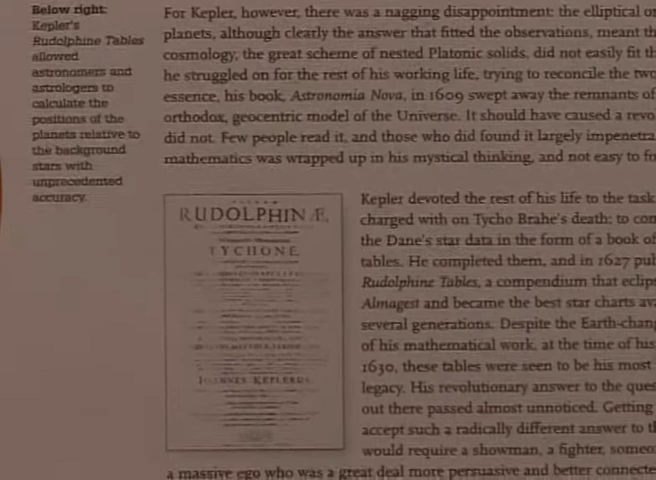 Below right:
Kepler's
Rudolphine Tables
allowed
astronomers and
astrologers to
calculate the
positions of the
planets relative to
the background
stars with
unprecedented
accuracy.
For Kepler, however, there was a nagging disappointment: the elliptical or
planets, although clearly the answer that fitted the observations, meant th
cosmology, the great scheme of nested Platonic solids, did not easily fit th
he struggled on for the rest of his working life, trying to reconcile the two
essence, his book, Astronomia Nova, in 1609 swept away the remnants of
orthodox, geocentric model of the Universe. It should have caused a revo
did not. Few people read it, and those who did found it largely impenetra
mathematics was wrapped up in his mystical thinking, and not easy to fo
RUDOLPHINÆ
TYCHONE
IOANNES KEPLERUS
Kepler devoted the rest of his life to the task
charged with on Tycho Brahe's death: to com
the Dane's star data in the form of a book of
tables. He completed them, and in 1627 pub
Rudolphine Tables, a compendium that eclips
Almagest and became the best star charts ava
several generations. Despite the Earth-chang
of his mathematical work, at the time of his
1630, these tables were seen to be his most
legacy. His revolutionary answer to the ques
out there passed almost unnoticed. Getting
accept such a radically different answer to th
would require a showman, a fighter, someo
a massive ego who was a great deal more persuasive and better connecte